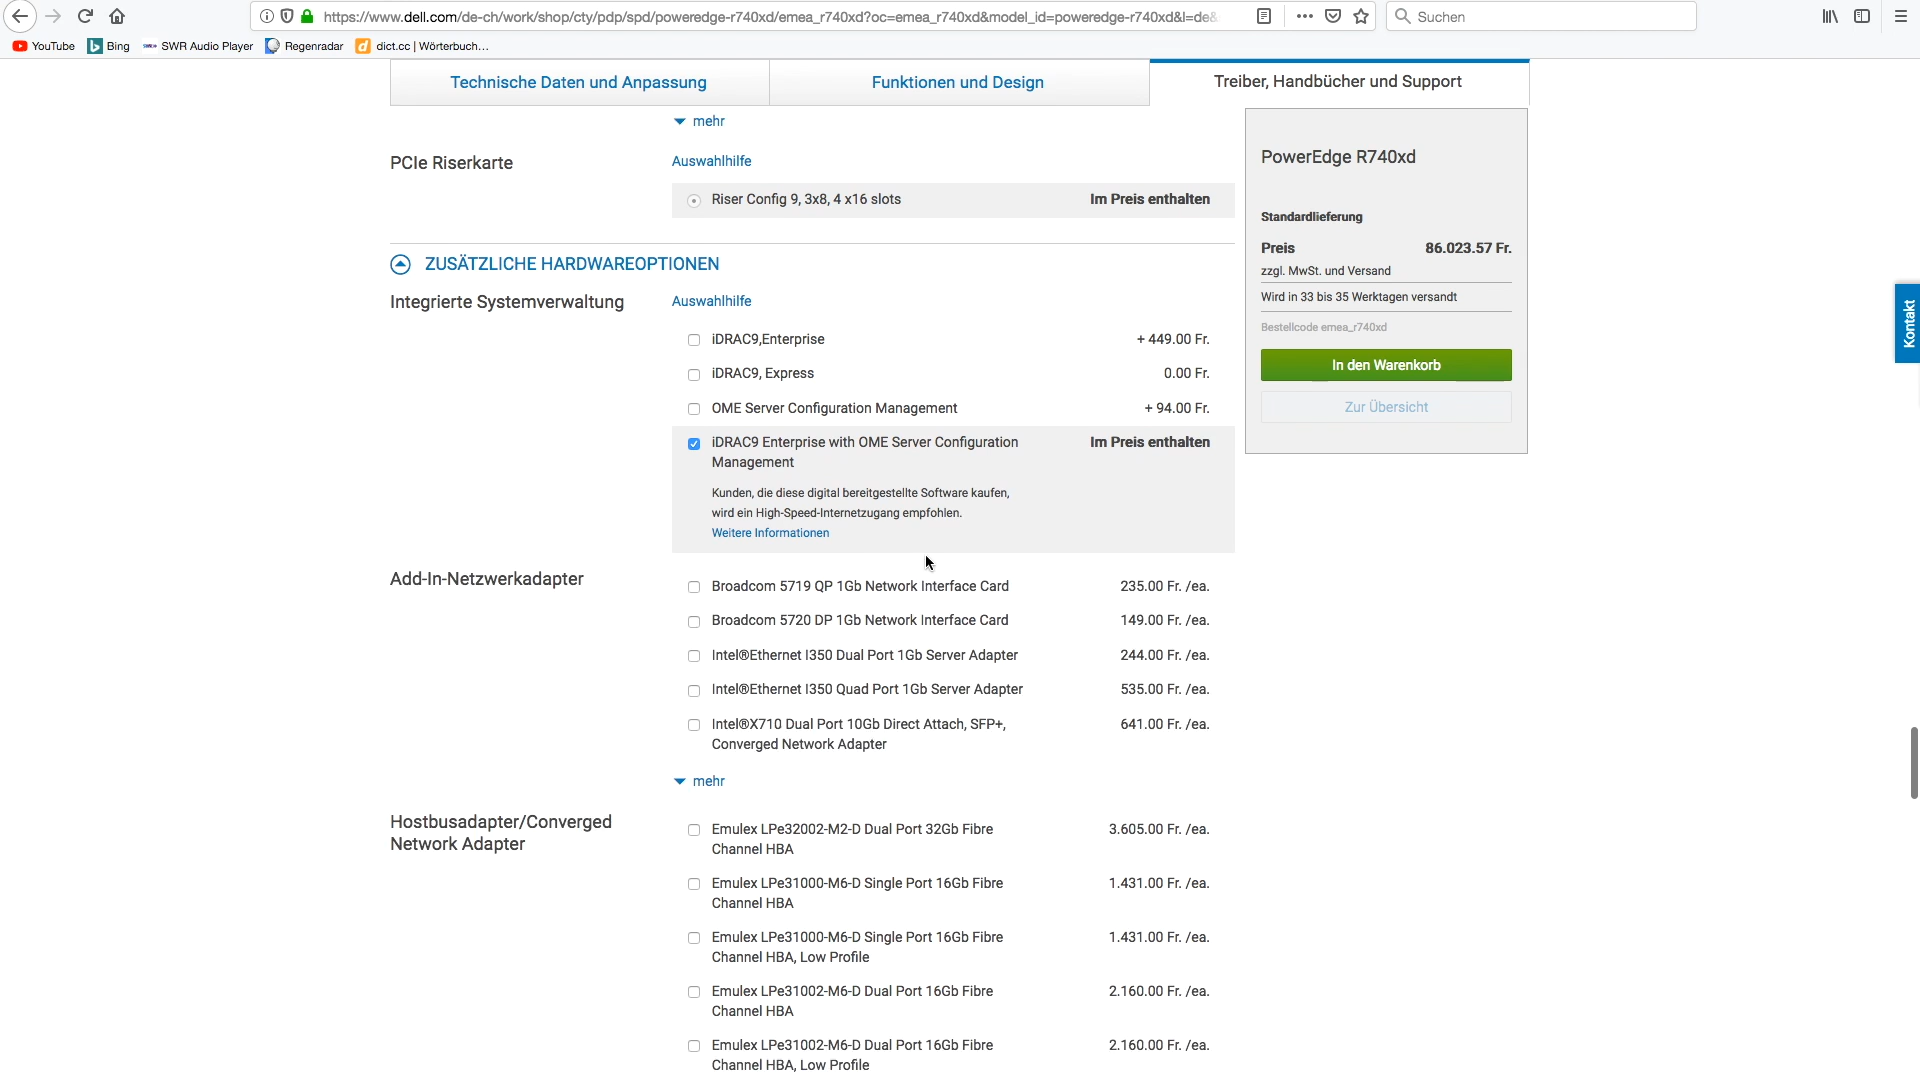 https://www.dell.com/de-ch/work/shop/cty/pdp/spd/poweredge-r740xd/emea_r740xd?oc=emea_r740xd&model_id=poweredge-r740xd&l=de&
Suchen
YouTube
Bing
SWR Audio Player
Regenradar
dict.cc | Wörterbuch…
Technische Daten und Anpassung
Funktionen und Design
Treiber, Handbücher und Support
mehr
PCIe Riserkarte
Auswahlhilfe
Riser Config 9, 3x8, 4 x16 slots
Im Preis enthalten
ZUSÄTZLICHE HARDWAREOPTIONEN
Integrierte Systemverwaltung
Auswahlhilfe
iDRAC9,Enterprise
+ 449.00 Fr.
iDRAC9, Express
0.00 Fr.
OME Server Configuration Management
+ 94.00 Fr.
iDRAC9 Enterprise with OME Server Configuration
Management
Im Preis enthalten
Kunden, die diese digital bereitgestellte Software kaufen,
wird ein High-Speed-Internetzugang empfohlen.
Weitere Informationen
Add-In-Netzwerkadapter
Broadcom 5719 QP 1Gb Network Interface Card
235.00 Fr. /ea.
Broadcom 5720 DP 1Gb Network Interface Card
149.00 Fr. /ea.
Intel®Ethernet I350 Dual Port 1Gb Server Adapter
244.00 Fr. /ea.
Intel®Ethernet I350 Quad Port 1Gb Server Adapter
535.00 Fr. /ea.
Intel®X710 Dual Port 10Gb Direct Attach, SFP+,
Converged Network Adapter
641.00 Fr. /ea.
mehr
Hostbusadapter/Converged
Network Adapter
Emulex LPe32002-M2-D Dual Port 32Gb Fibre
Channel HBA
3.605.00 Fr. /ea.
Emulex LPe31000-M6-D Single Port 16Gb Fibre
Channel HBA
1.431.00 Fr. /ea.
Emulex LPe31000-M6-D Single Port 16Gb Fibre
Channel HBA, Low Profile
1.431.00 Fr. /ea.
Emulex LPe31002-M6-D Dual Port 16Gb Fibre
Channel HBA
2.160.00 Fr. /ea.
Emulex LPe31002-M6-D Dual Port 16Gb Fibre
Channel HBA, Low Profile
2.160.00 Fr. /ea.
PowerEdge R740xd
Standardlieferung
Preis
86.023.57 Fr.
zzgl. MwSt. und Versand
Wird in 33 bis 35 Werktagen versandt
Bestellcode emea_r740xd
In den Warenkorb
Zur Übersicht
Kontakt